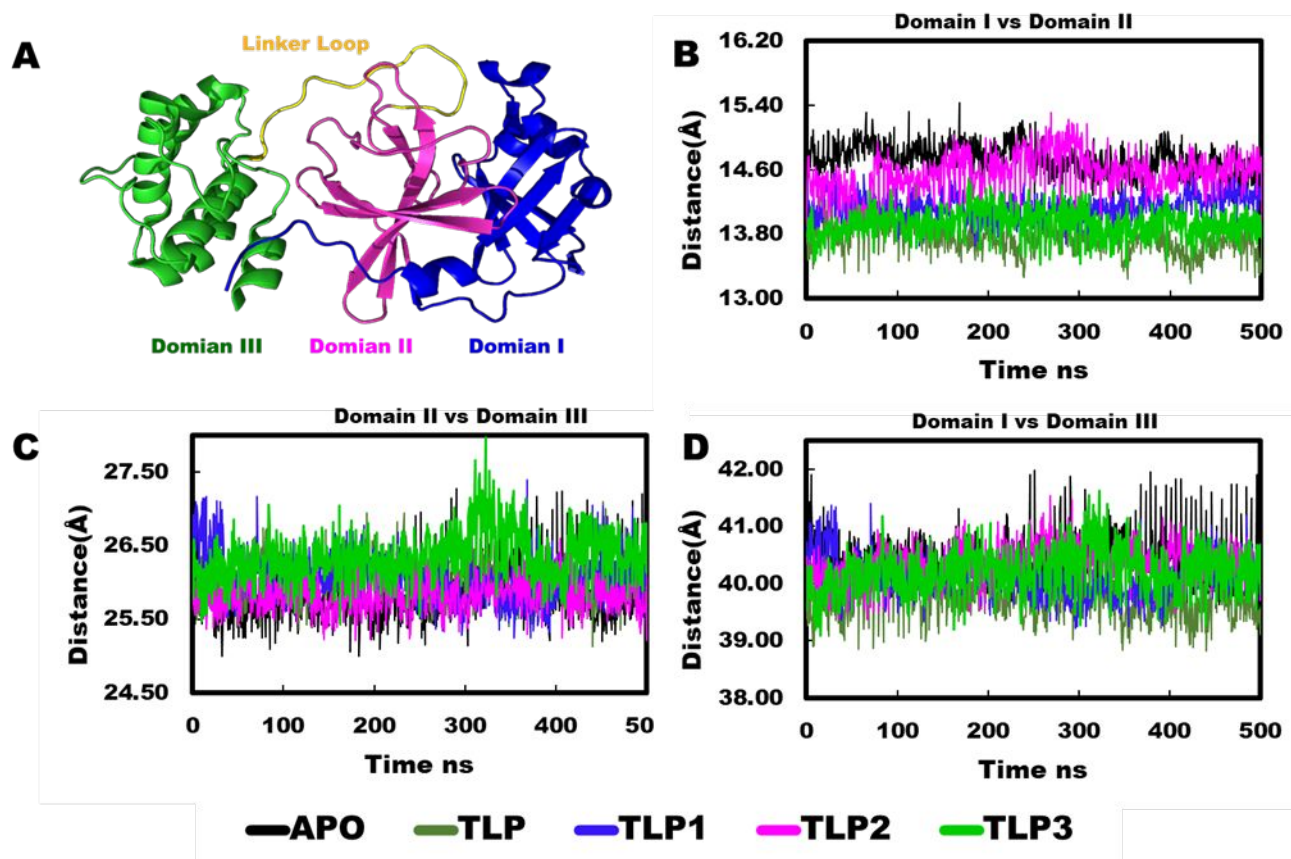 A
Linker Loop
Domian III
Domian II
Domian I
B
Domain I vs Domain II
Distance(Å)
16.20
15.40
14.60
13.80
13.00
0 100 200 300 400 500
Time ns
C
Domain II vs Domain III
Distance(Å)
27.50
26.50
25.50
24.50
0 100 200 300 400 50
Time ns
D
Domain I vs Domain III
Distance(Å)
42.00
41.00
40.00
39.00
38.00
0 100 200 300 400 500
Time ns
APO TLP TLP1 TLP2 TLP3